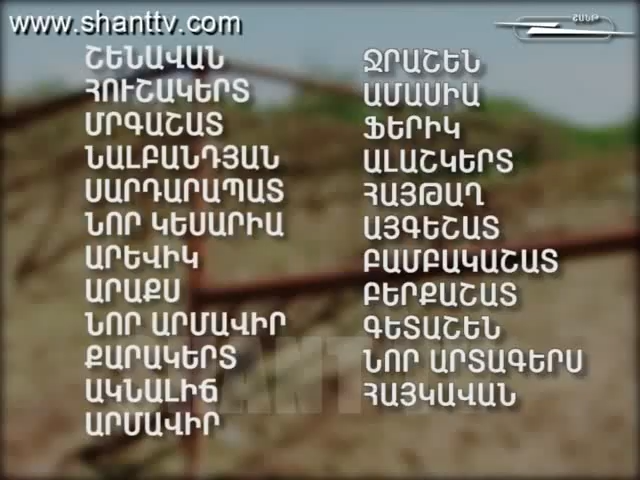 www.shanttv.com
ՇԱՆԹ
ՇԵՆԱՎԱՆ
ՀՈՒՇԱԿԵՐՏ
ՄՐԳԱՇԱՏ
ՆԱԼԲԱՆԴՅԱՆ
ՍԱՐԴԱՐԱՊԱՏ
ՆՈՐ ԿԵՍԱՐԻԱ
ԱՐԵՎԻԿ
ԱՐԱՔՍ
ՆՈՐ ԱՐՄԱՎԻՐ
ՔԱՐԱԿԵՐՏ
ԱԿՆԱԼԻՃ
ԱՐՄԱՎԻՐ
ՋՐԱՇԵՆ
ԱՄԱՍԻԱ
ՖԵՐԻԿ
ԱԼԱՇԿԵՐՏ
ՀԱՅԹԱՂ
ԱՅԳԵՇԱՏ
ԲԱՄԲԱԿԱՇԱՏ
ԲԵՐՔԱՇԱՏ
ԳԵՏԱՇԵՆ
ՆՈՐ ԱՐՏԱԳԵՐՍ
ՀԱՅԿԱՎԱՆ